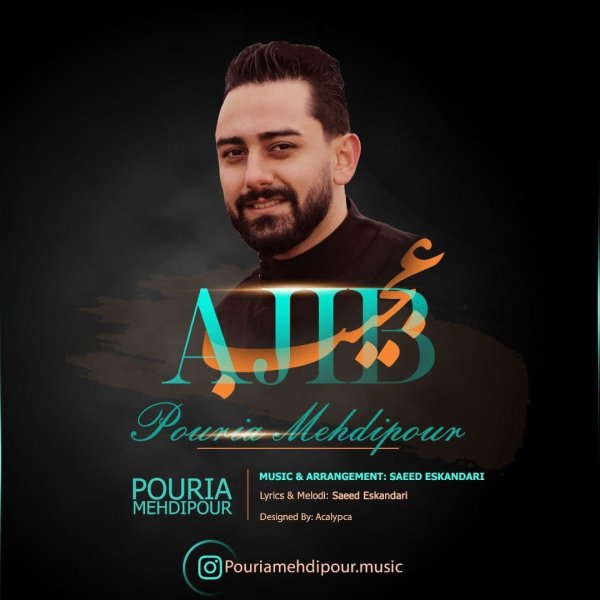 AJIB
عجیب
Pouria Mehdipour
POURIA
MEHDIPOUR
MUSIC & ARRANGEMENT: SAEED ESKANDARI
Lyrics & Melodi: Saeed Eskandari
Designed By: Acalypca
Pouriamehdipour.music